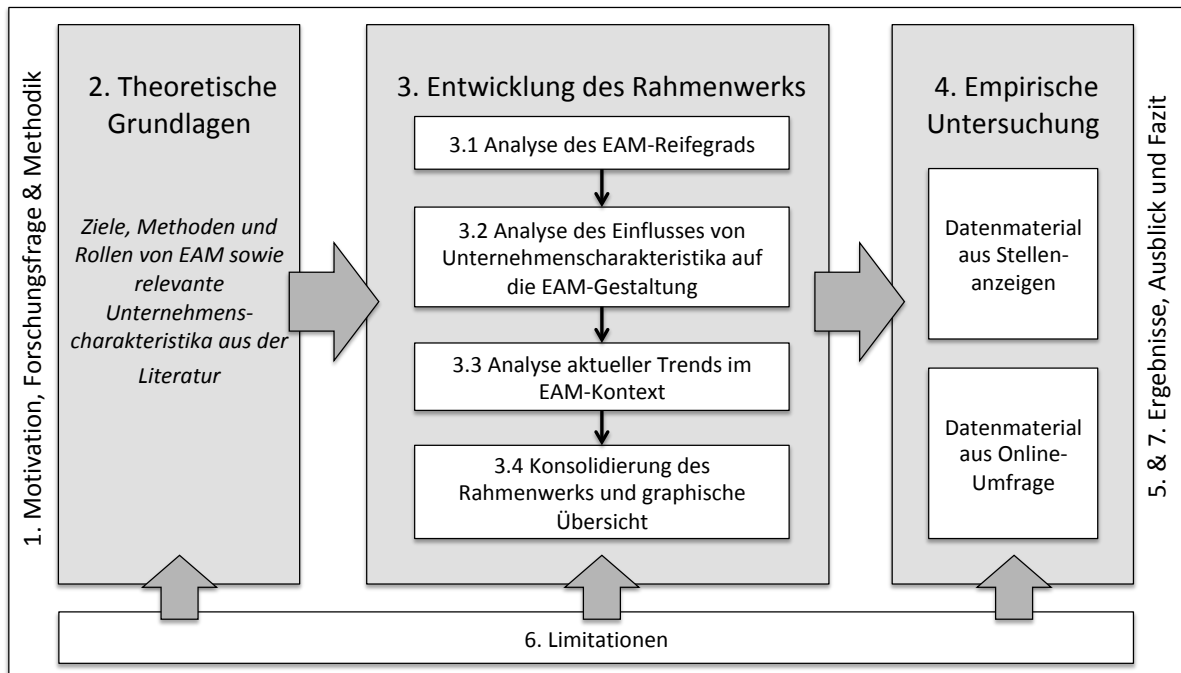 1. Motivation, Forschungsfrage & Methodik
2. Theoretische
Grundlagen
Ziele, Methoden und
Rollen von EAM sowie
relevante
Unternehmens-
charakteristika aus der
Literatur
3. Entwicklung des Rahmenwerks
3.1 Analyse des EAM-Reifegrads
3.2 Analyse des Einflusses von
Unternehmenscharakteristika auf
die EAM-Gestaltung
3.3 Analyse aktueller Trends im
EAM-Kontext
3.4 Konsolidierung des
Rahmenwerks und graphische
Übersicht
4. Empirische
Untersuchung
Datenmaterial
aus Stellen-
anzeigen
Datenmaterial
aus Online-
Umfrage
5. & 7. Ergebnisse, Ausblick und Fazit
6. Limitationen